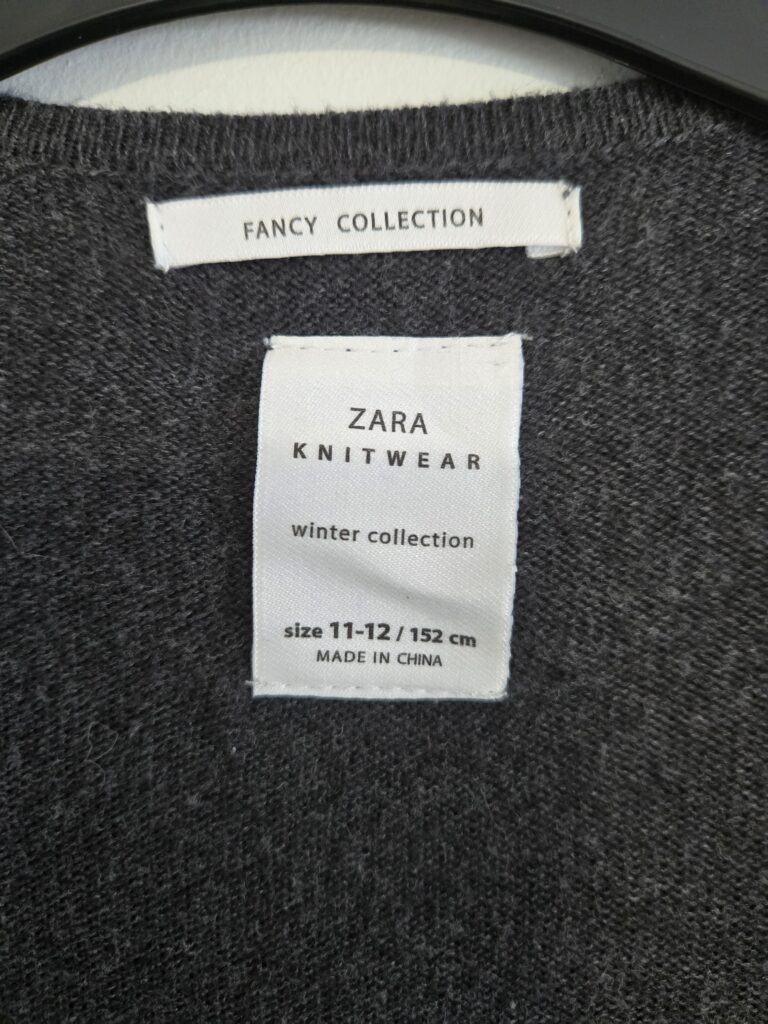 FANCY COLLECTION
ZARA
KNITWEAR
winter collection
size 11-12 / 152 cm
MADE IN CHINA